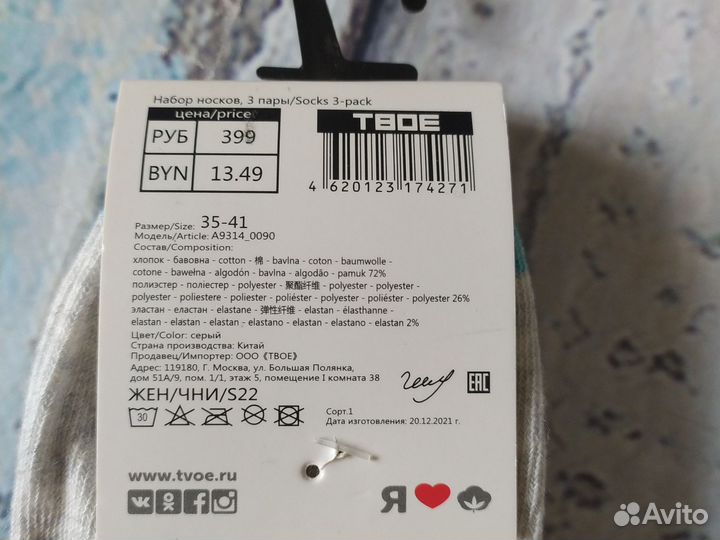 Набор носков, 3 пары/Socks 3-pack
цена/price
РУБ 399
BYN 13.49
ТВОЕ
4 620123 174271
Размер/Size: 35-41
Модель/Article: A9314_0090
Состав/Composition:
хлопок - бавовна - cotton - 棉 - bavlna - coton - baumwolle -
cotone - bawełna - algodón - bavlna - algodão - pamuk 72%
полиэстер - поліестер - polyester - 聚酯纤维 - polyester - polyester -
polyester - poliestere - poliester - poliéster - polyester - poliéster - polyester 26%
эластан - еластан - elastane - 弹性纤维 - elastan - élasthanne -
elastan - elastan - elastan - elastano - elastan - elastano - elastan 2%
Цвет/Color: серый
Страна производства: Китай
Продавец/Импортер: ООО "ТВОЕ"
Адрес: 119180, Г. Москва, ул. Большая Полянка,
дом 51А/9, пом. 1/1, этаж 5, помещение I комната 38
EAC
ЖЕН/ЧНИ/S22
30
Сорт.1
Дата изготовления: 20.12.2021 г.
www.tvoe.ru
Я
Avito